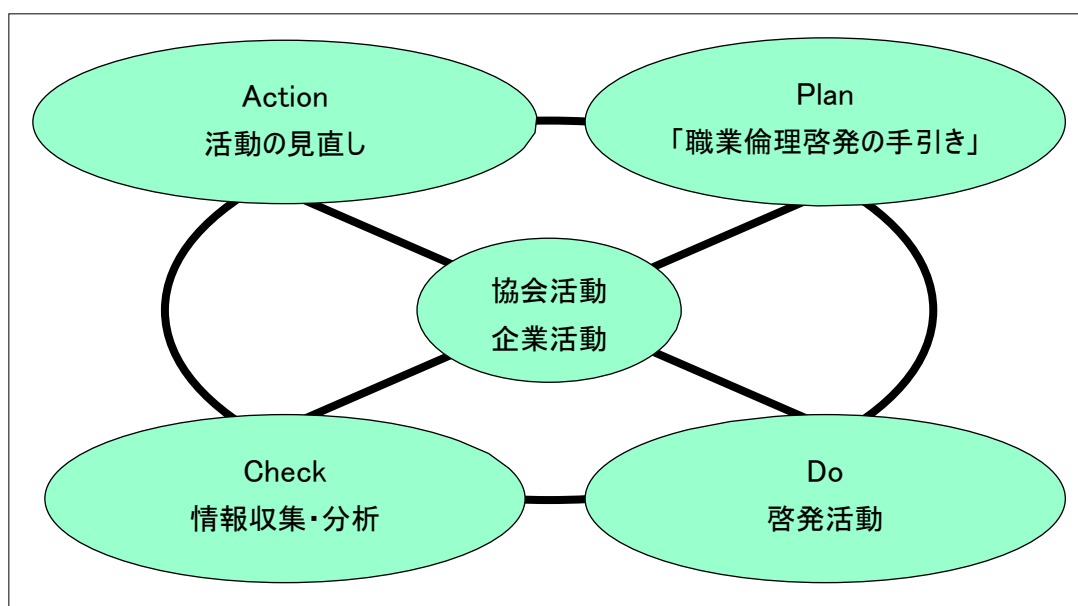 Action
活動の見直し
Plan
「職業倫理啓発の手引き」
協会活動
企業活動
Check
情報収集・分析
Do
啓発活動